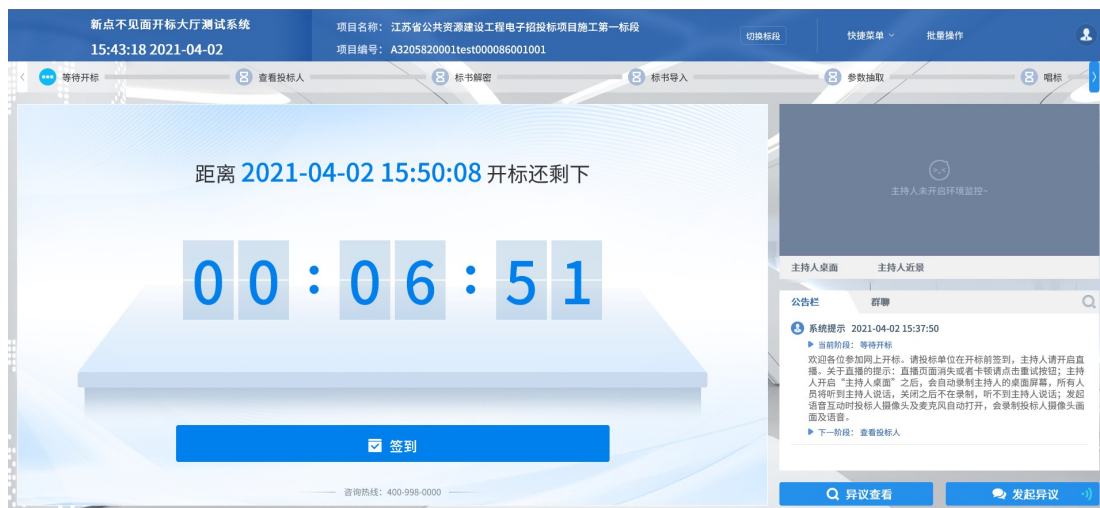 新点不见面开标大厅测试系统
15:43:18 2021-04-02
项目名称：江苏省公共资源建设工程电子招投标项目施工第一标段
项目编号：A3205820001test000086001001
切换标段
快捷菜单
批量操作
等待开标
查看投标人
标书解密
标书导入
参数抽取
唱标
距离 2021-04-02 15:50:08 开标还剩下
00:06:51
签到
咨询热线：400-998-0000
主持人未开启环境监控~
主持人桌面 主持人近景
公告栏 群聊
系统提示 2021-04-02 15:37:50
当前阶段：等待开标
欢迎各位参加网上开标。请投标单位在开标前签到，主持人请开启直
播。关于直播的提示：直播页面消失或者卡顿请点击重试按钮；主持
人开启“主持人桌面”之后，会自动录制主持人的桌面屏幕，所有人
员将听到主持人说话，关闭之后不在录制，听不到主持人说话；发起
语音互动时投标人摄像头及麦克风自动打开，会录制投标人摄像头画
面及语音。
下一阶段：查看投标人
异议查看
发起异议